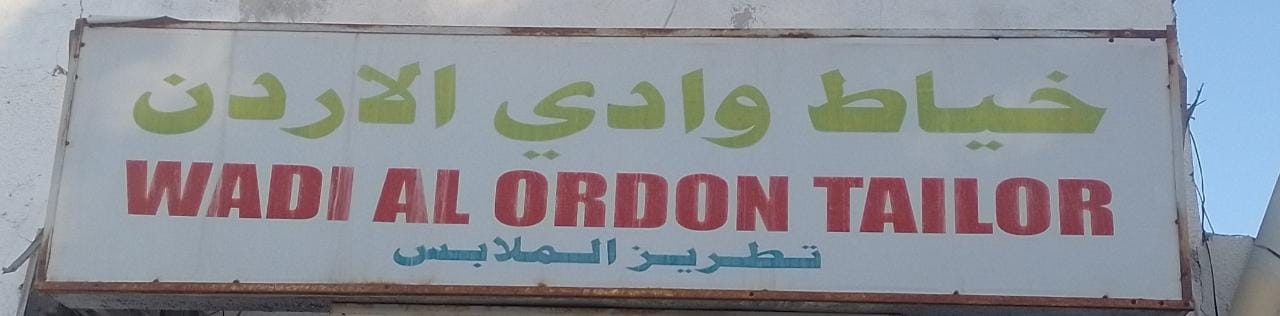 خياط وادي الاردن
WADI AL ORDON TAILOR
تطريز الملابس